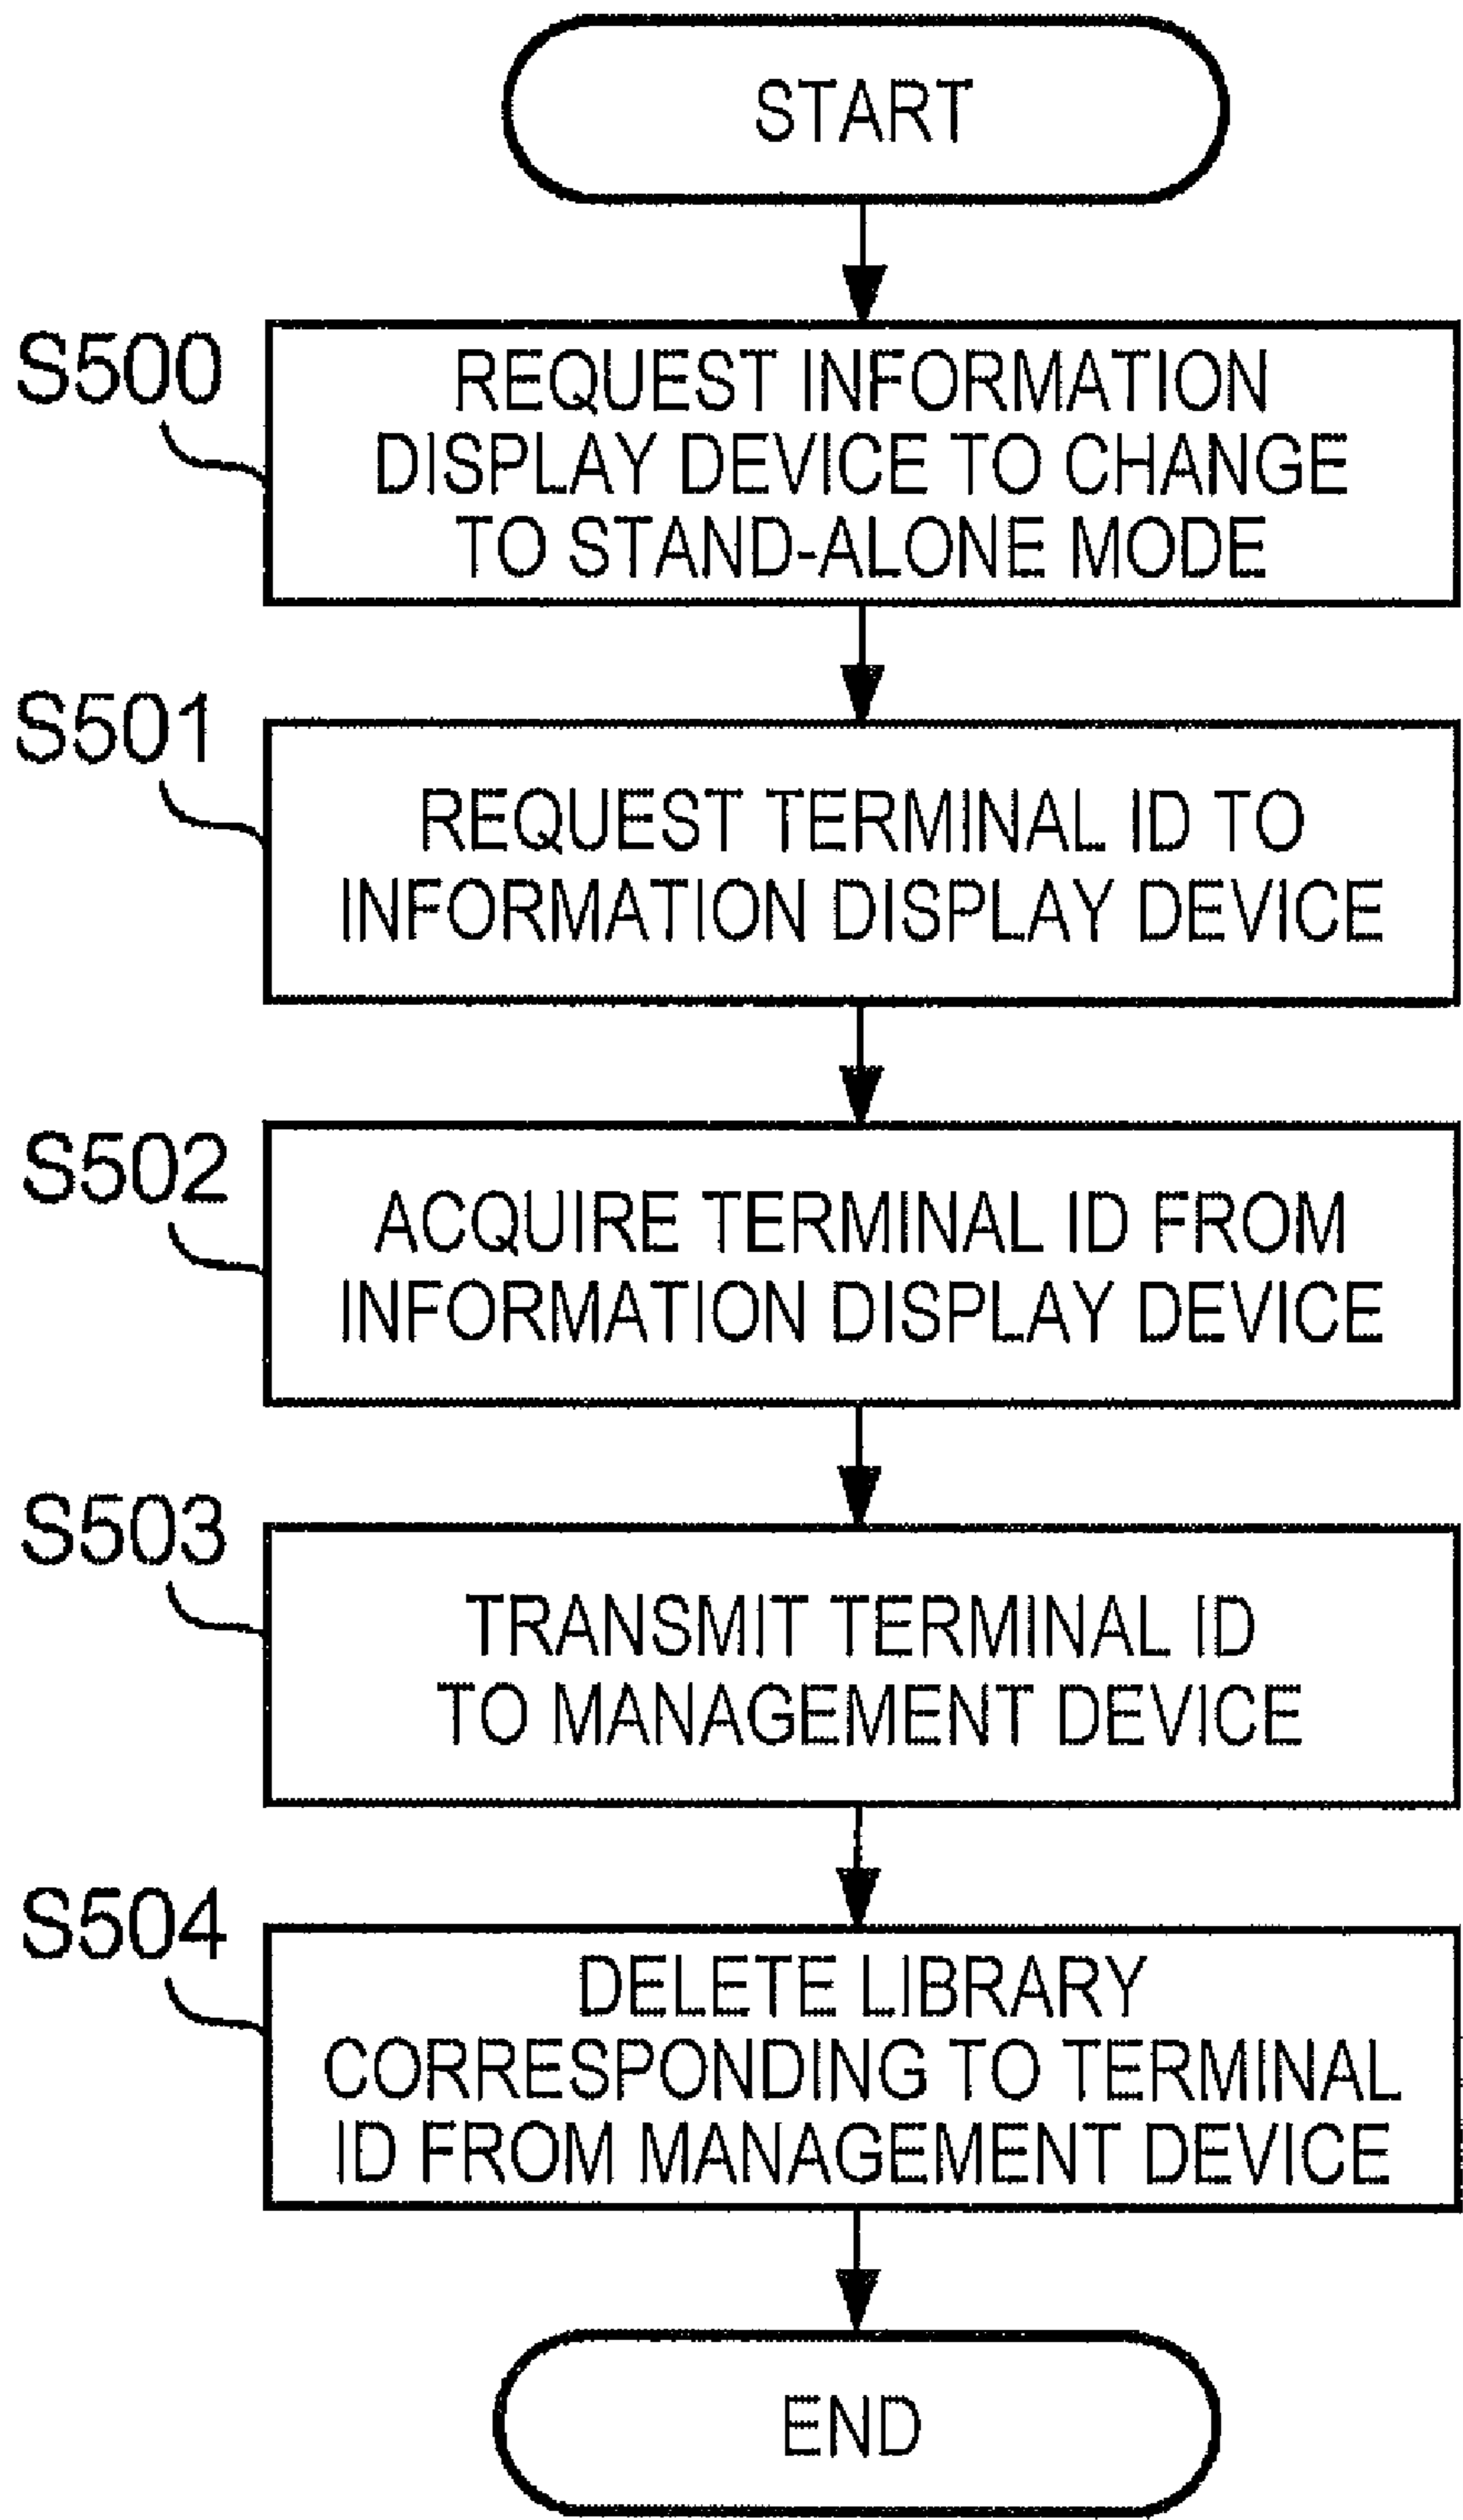 START
S500
REQUEST INFORMATION
DISPLAY DEVICE TO CHANGE
TO STAND-ALONE MODE
S501
REQUEST TERMINAL ID TO
INFORMATION DISPLAY DEVICE
S502
ACQUIRE TERMINAL ID FROM
INFORMATION DISPLAY DEVICE
S503
TRANSMIT TERMINAL ID
TO MANAGEMENT DEVICE
S504
DELETE LIBRARY
CORRESPONDING TO TERMINAL
ID FROM MANAGEMENT DEVICE
END